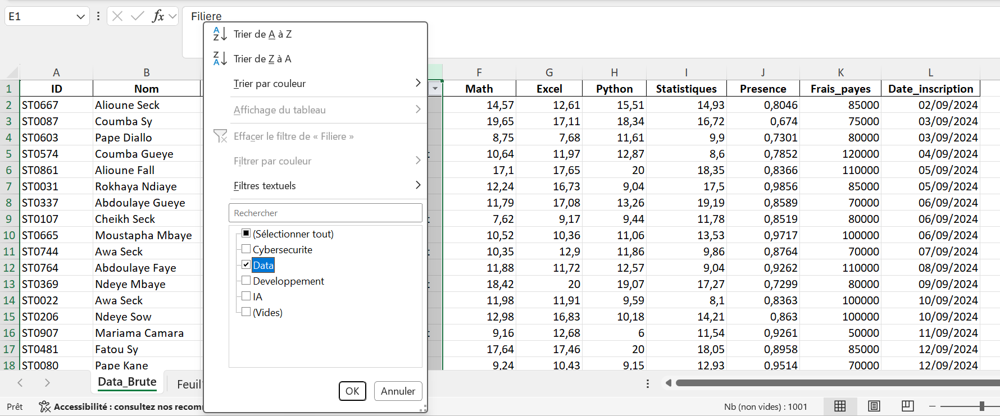 E1 fx Filiere
Trier de A à Z
Trier de Z à A
Trier par couleur
Affichage du tableau
Effacer le filtre de « Filiere »
Filtrer par couleur
Filtres textuels
Rechercher
(Sélectionner tout)
Cybersecurite
Data
Developpement
IA
(Vides)
OK Annuler
A B F G H I J K L
1 ID Nom Math Excel Python Statistiques Presence Frais_payes Date_inscription
2 ST0667 Alioune Seck 14,57 12,61 15,51 14,93 0,8046 85000 02/09/2024
3 ST0087 Coumba Sy 19,65 17,11 18,34 16,72 0,674 75000 03/09/2024
4 ST0603 Pape Diallo 8,75 7,68 11,61 9,9 0,7301 80000 03/09/2024
5 ST0574 Coumba Gueye 10,64 11,97 12,87 8,6 0,7852 120000 04/09/2024
6 ST0861 Alioune Fall 17,1 17,65 20 18,35 0,8366 110000 05/09/2024
7 ST0031 Rokhaya Ndiaye 12,24 16,73 9,04 17,5 0,9856 85000 05/09/2024
8 ST0337 Abdoulaye Gueye 11,79 17,08 13,26 19,19 0,8589 70000 06/09/2024
9 ST0107 Cheikh Seck 7,62 9,17 9,44 11,78 0,8519 80000 06/09/2024
10 ST0665 Moustapha Mbaye 10,52 10,36 11,06 13,53 0,9717 100000 06/09/2024
11 ST0744 Awa Seck 10,35 12,9 11,86 9,86 0,8764 70000 07/09/2024
12 ST0764 Abdoulaye Faye 11,88 11,72 12,57 9,04 0,9262 110000 08/09/2024
13 ST0369 Ndeye Mbaye 18,42 20 19,07 17,27 0,7299 80000 09/09/2024
14 ST0022 Awa Seck 11,98 11,91 9,59 8,1 0,8363 100000 10/09/2024
15 ST0206 Ndeye Sow 12,98 16,83 10,18 14,21 0,863 100000 10/09/2024
16 ST0907 Mariama Camara 9,16 12,68 6 11,54 0,9261 50000 11/09/2024
17 ST0481 Fatou Sy 17,64 17,46 20 18,05 0,8958 85000 12/09/2024
18 ST0080 Pape Kane 9,24 10,43 9,15 12,93 0,9514 70000 12/09/2024
Data_Brute Feuil
Prêt Accessibilité : consultez nos recom Nb (non vides) : 1001